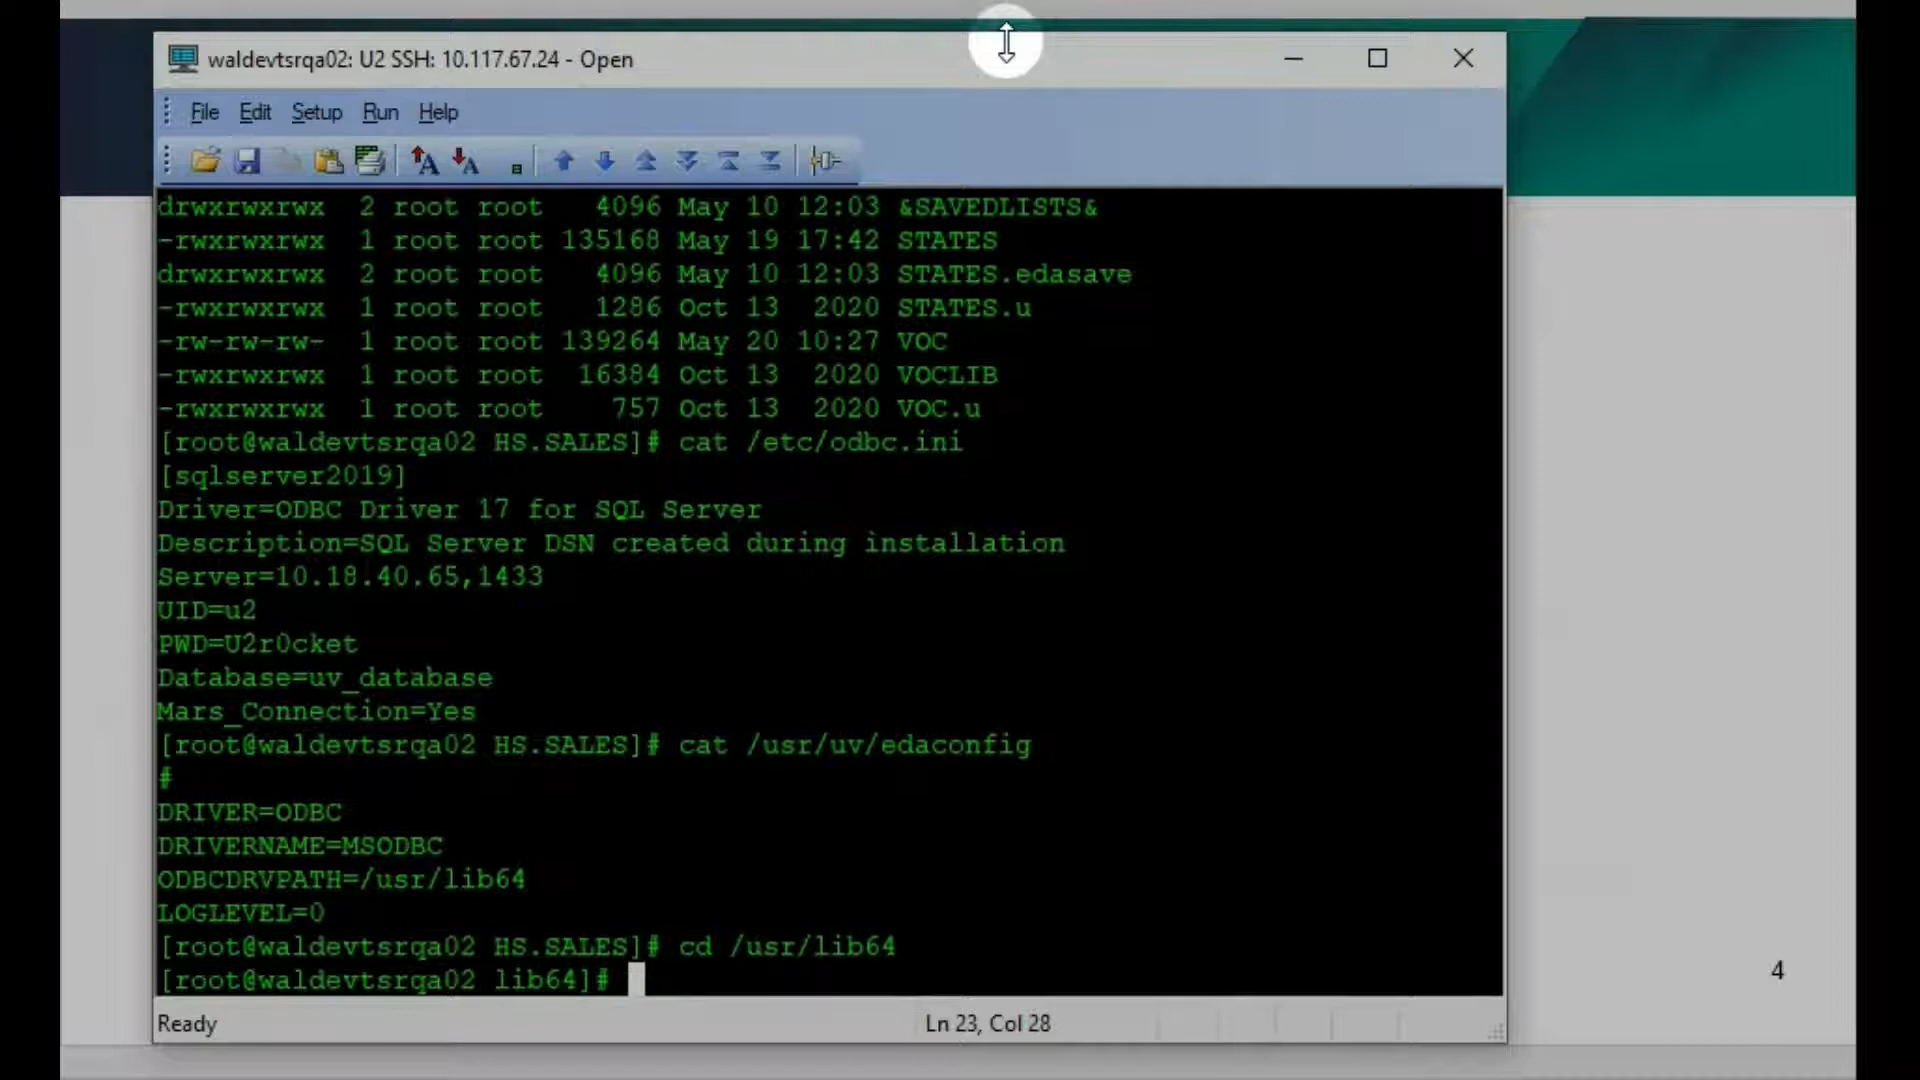 waldevtsrqa02: U2 SSH: 10.117.67.24 - Open
File Edit Setup Run Help
drwxrwxrwx 2 root root 4096 May 10 12:03 &SAVEDLISTS&
-rwxrwxrwx 1 root root 135168 May 19 17:42 STATES
drwxrwxrwx 2 root root 4096 May 10 12:03 STATES.edasave
-rwxrwxrwx 1 root root 1286 Oct 13 2020 STATES.u
-rw-rw-rw- 1 root root 139264 May 20 10:27 VOC
-rwxrwxrwx 1 root root 16384 Oct 13 2020 VOCLIB
-rwxrwxrwx 1 root root 757 Oct 13 2020 VOC.u
[root@waldevtsrqa02 HS.SALES]# cat /etc/odbc.ini
[sqlserver2019]
Driver=ODBC Driver 17 for SQL Server
Description=SQL Server DSN created during installation
Server=10.18.40.65,1433
UID=u2
PWD=U2r0cket
Database=uv_database
Mars_Connection=Yes
[root@waldevtsrqa02 HS.SALES]# cat /usr/uv/edaconfig
#
DRIVER=ODBC
DRIVERNAME=MSODBC
ODBCDRVPATH=/usr/lib64
LOGLEVEL=0
[root@waldevtsrqa02 HS.SALES]# cd /usr/lib64
[root@waldevtsrqa02 lib64]#
4
Ready Ln 23, Col 28